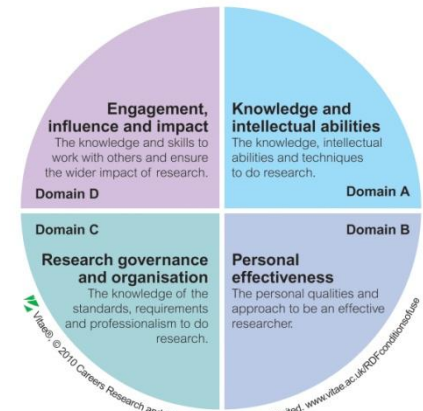 Engagement,
influence and impact
The knowledge and skills to
work with others and ensure
the wider impact of research.
Domain D
Knowledge and
intellectual abilities
The knowledge, intellectual
abilities and techniques
to do research.
Domain A
Domain C
Research governance
and organisation
The knowledge of the
standards, requirements
and professionalism to do
research.
Domain B
Personal
effectiveness
The personal qualities and
approach to be an effective
researcher.
Vitae®, © 2010 Careers Research and
www.vitae.ac.uk/RDFconditionsofuse